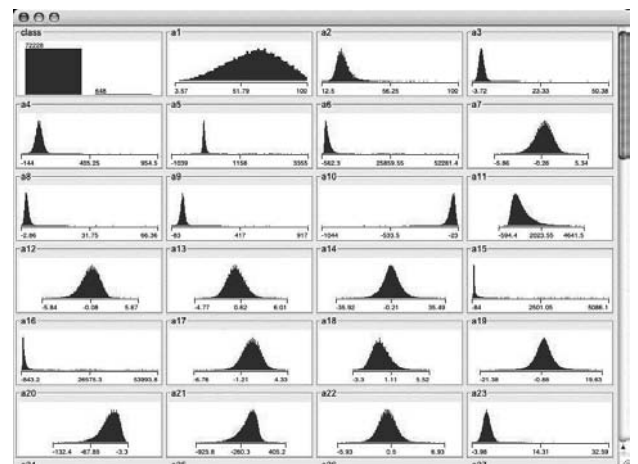 class
a1
a2
a3
72228
648
3.57 51.79 100
12.5 56.25 100
-3.72 23.33 50.38
a4
a5
a6
a7
-144 405.25 954.5
-1039 1158 3355
-562.3 25859.55 52281.4
-5.86 -0.26 5.34
a8
a9
a10
a11
-2.86 31.75 66.36
-83 417 917
-1044 -533.5 -23
-594.4 2023.55 4641.5
a12
a13
a14
a15
-5.84 -0.08 5.67
-4.77 0.62 6.01
-35.92 -0.21 35.49
-84 2501.05 5086.1
a16
a17
a18
a19
-843.2 26575.3 53993.8
-6.76 -1.21 4.33
-3.3 1.11 5.52
-21.38 -0.88 19.63
a20
a21
a22
a23
-132.4 -67.85 -3.3
-925.8 -260.3 405.2
-5.93 0.5 6.93
-3.98 14.31 32.59